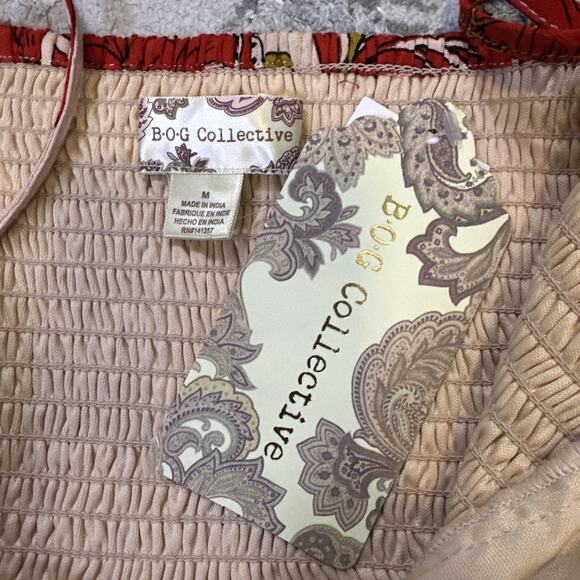 B·O·G Collective
M
MADE IN INDIA
FABRIQUE EN INDE
HECHO EN INDIA
RN#141357
B·O·G Collective